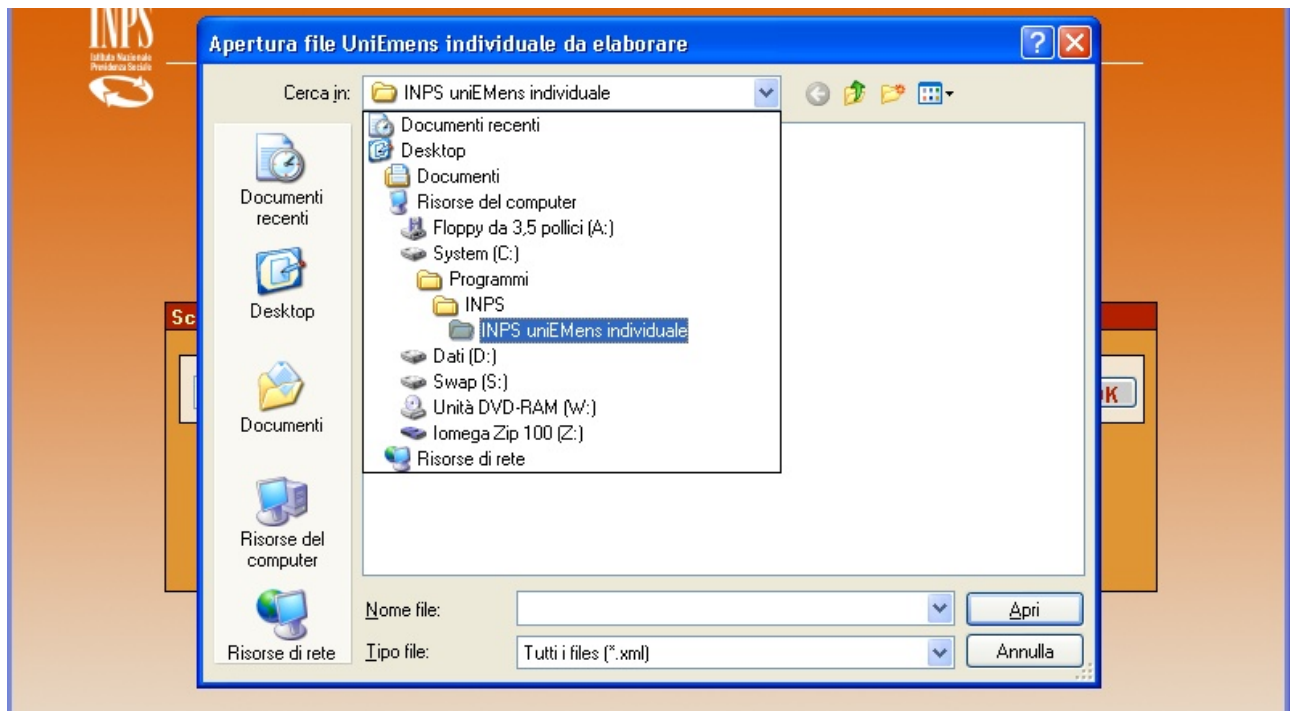 INPS
Istituto Nazionale
Previdenza Sociale
Apertura file UniEmens individuale da elaborare
Cerca in:
INPS uniEMens individuale
Documenti recenti
Desktop
Documenti
Risorse del computer
Floppy da 3,5 pollici (A:)
System (C:)
Programmi
INPS
INPS uniEMens individuale
Dati (D:)
Swap (S:)
Unità DVD-RAM (W:)
Iomega Zip 100 (Z:)
Risorse di rete
Documenti
recenti
Desktop
Documenti
Risorse del
computer
Risorse di rete
Sc
OK
Nome file:
Apri
Tipo file:
Tutti i files (*.xml)
Annulla